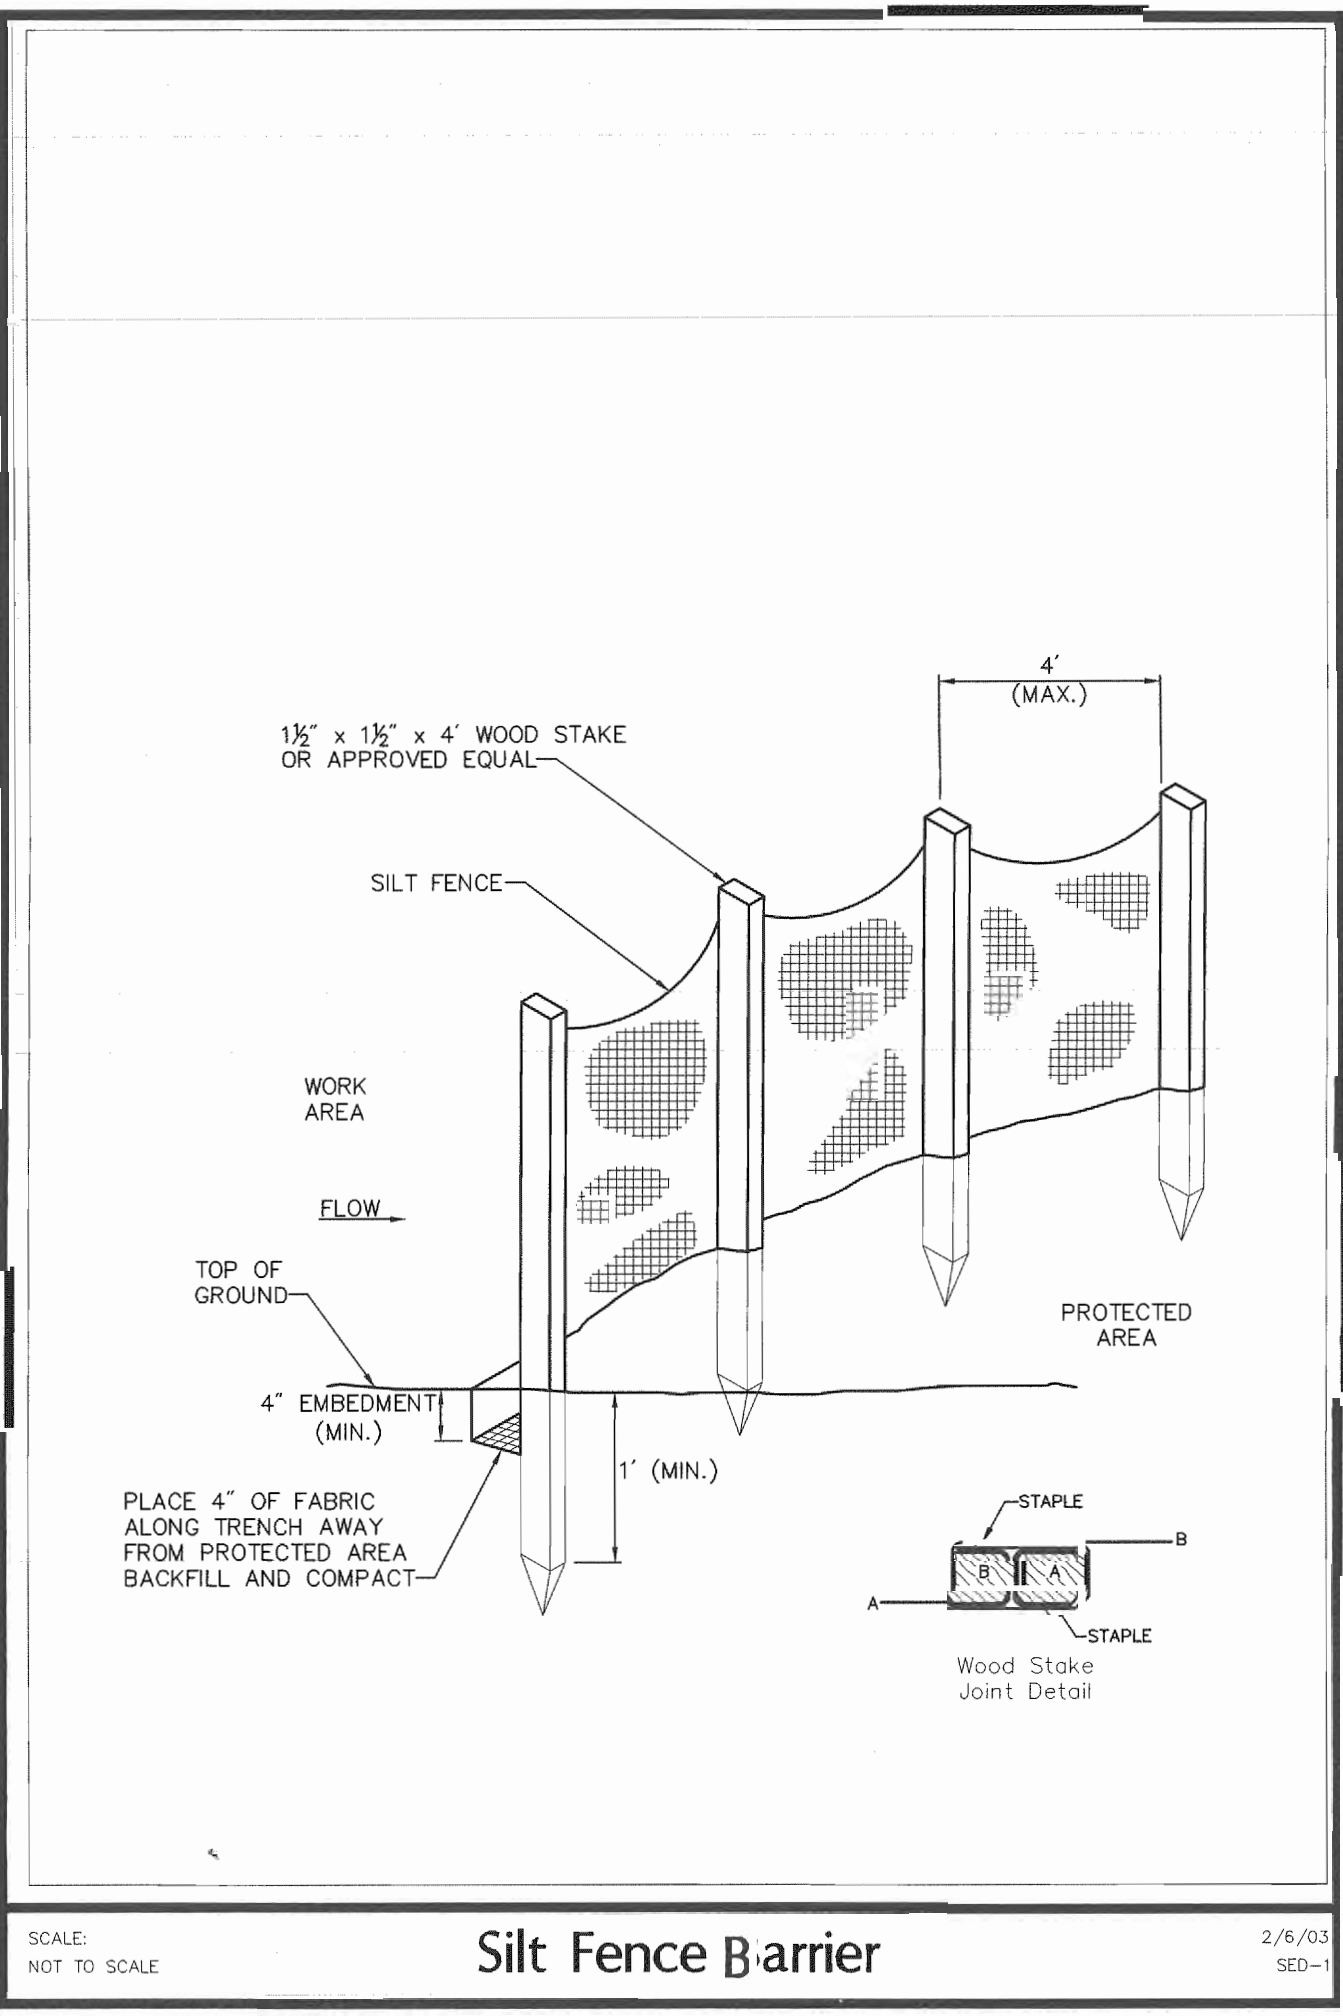 4′
(MAX.)
1½″ x 1½″ x 4′ WOOD STAKE
OR APPROVED EQUAL
SILT FENCE
WORK
AREA
FLOW
TOP OF
GROUND
PROTECTED
AREA
4″ EMBEDMENT
(MIN.)
1′ (MIN.)
PLACE 4″ OF FABRIC
ALONG TRENCH AWAY
FROM PROTECTED AREA
BACKFILL AND COMPACT
STAPLE
B
B A
A
STAPLE
Wood Stake
Joint Detail
SCALE:
NOT TO SCALE
Silt Fence Barrier
2/6/03
SED-1